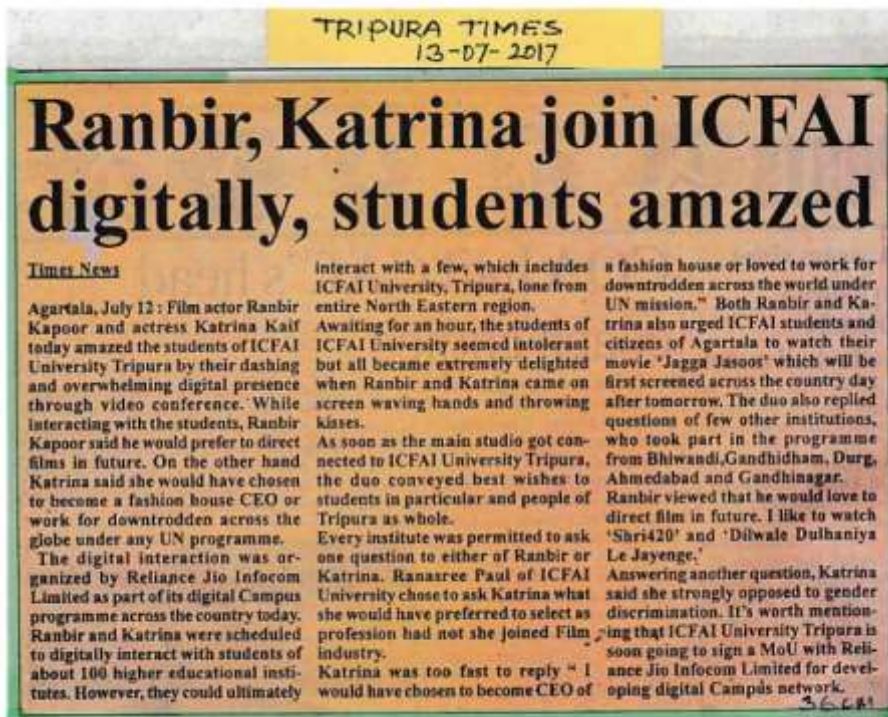 TRIPURA TIMES
13-07-2017
Ranbir, Katrina join ICFAI
digitally, students amazed
Times News
Agartala, July 12 : Film actor Ranbir
Kapoor and actress Katrina Kaif
today amazed the students of ICFAI
University Tripura by their dashing
and overwhelming digital presence
through video conference. While
interacting with the students, Ranbir
Kapoor said he would prefer to direct
films in future. On the other hand
Katrina said she would have chosen
to become a fashion house CEO or
work for downtrodden across the
globe under any UN programme.
The digital interaction was or-
ganized by Reliance Jio Infocom
Limited as part of its digital Campus
programme across the country today.
Ranbir and Katrina were scheduled
to digitally interact with students of
about 100 higher educational insti-
tutes. However, they could ultimately
interact with a few, which includes
ICFAI University, Tripura, lone from
entire North Eastern region.
Awaiting for an hour, the students of
ICFAI University seemed intolerant
but all became extremely delighted
when Ranbir and Katrina came on
screen waving hands and throwing
kisses.
As soon as the main studio got con-
nected to ICFAI University Tripura,
the duo conveyed best wishes to
students in particular and people of
Tripura as whole.
Every institute was permitted to ask
one question to either of Ranbir or
Katrina. Ranasree Paul of ICFAI
University chose to ask Katrina what
she would have preferred to select as
profession had not she joined Film
industry.
Katrina was too fast to reply " I
would have chosen to become CEO of
a fashion house or loved to work for
downtrodden across the world under
UN mission." Both Ranbir and Ka-
trina also urged ICFAI students and
citizens of Agartala to watch their
movie 'Jagga Jasoos' which will be
first screened across the country day
after tomorrow. The duo also replied
questions of few other institutions,
who took part in the programme
from Bhiwandi,Gandhidham, Durg,
Ahmedabad and Gandhinagar.
Ranbir viewed that he would love to
direct film in future. I like to watch
'Shri420' and 'Dilwale Dulhaniya
Le Jayenge.'
Answering another question, Katrina
said she strongly opposed to gender
discrimination. It's worth mention-
ing that ICFAI University Tripura is
soon going to sign a MoU with Reli-
ance Jio Infocom Limited for devel-
oping digital Campus network.